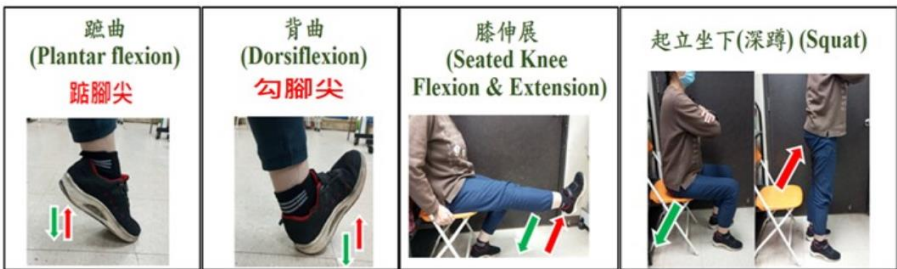 蹠曲
(Plantar flexion)
踮腳尖
背曲
(Dorsiflexion)
勾腳尖
膝伸展
(Seated Knee
Flexion & Extension)
起立坐下(深蹲) (Squat)